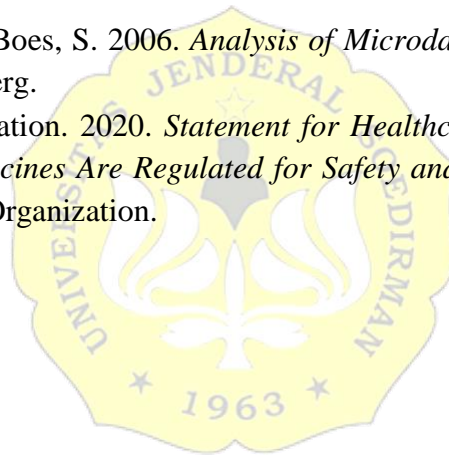 Boes, S. 2006. Analysis of Microda
erg.
ation. 2020. Statement for Healthc
cines Are Regulated for Safety and
Organization.
UNIVERSITAS JENDERAL SOEDIRMAN
1963